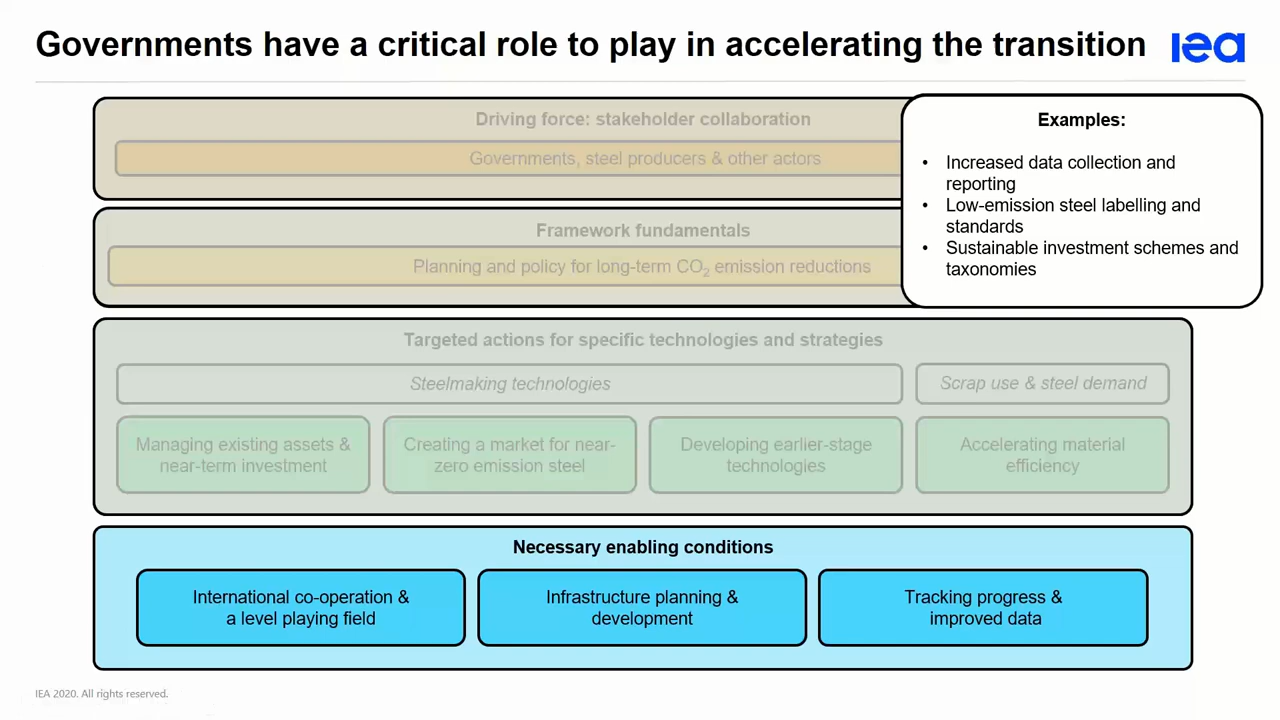 Governments have a critical role to play in accelerating the transition
iea
Driving force: stakeholder collaboration
Governments, steel producers & other actors
Examples:
• Increased data collection and
reporting
• Low-emission steel labelling and
standards
• Sustainable investment schemes and
taxonomies
Framework fundamentals
Planning and policy for long-term CO₂ emission reductions
Targeted actions for specific technologies and strategies
Steelmaking technologies
Scrap use & steel demand
Managing existing assets &
near-term investment
Creating a market for near-
zero emission steel
Developing earlier-stage
technologies
Accelerating material
efficiency
Necessary enabling conditions
International co-operation &
a level playing field
Infrastructure planning &
development
Tracking progress &
improved data
IEA 2020. All rights reserved.